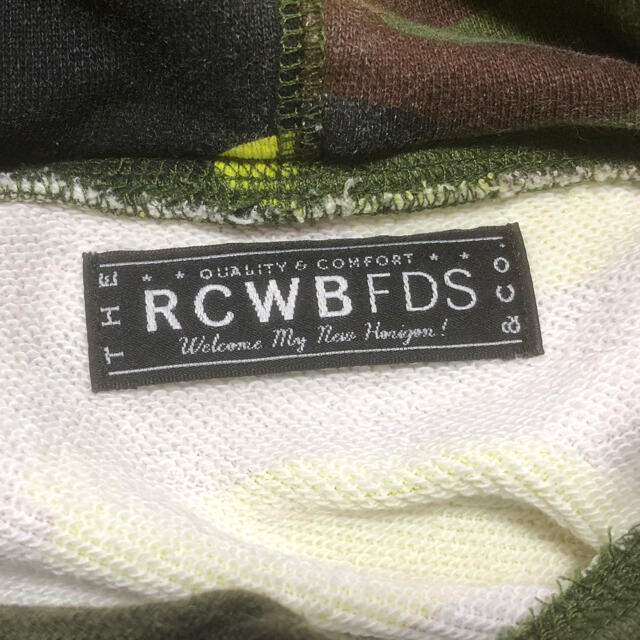 THE
★ ★ QUALITY & COMFORT ★ ★
RCWBFDS
Welcome My New Horizon!
& CO.